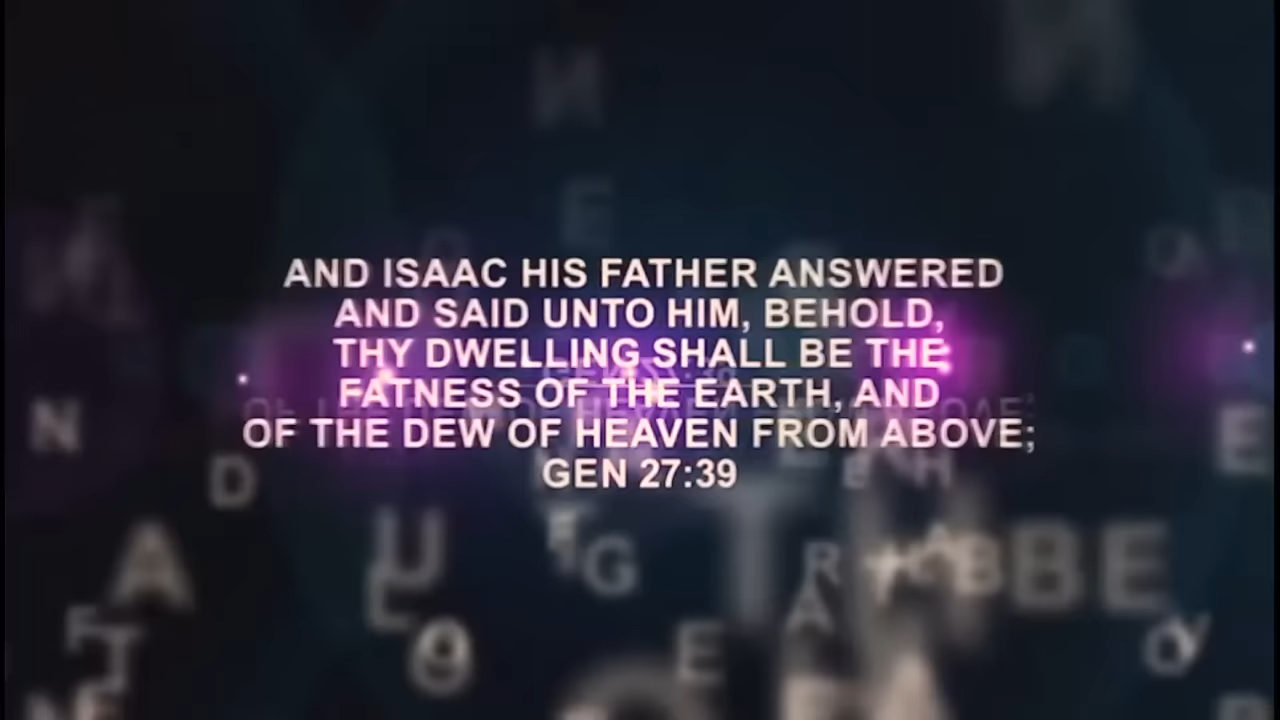 AND ISAAC HIS FATHER ANSWERED
AND SAID UNTO HIM, BEHOLD,
THY DWELLING SHALL BE THE
FATNESS OF THE EARTH, AND
OF THE DEW OF HEAVEN FROM ABOVE;
GEN 27:39